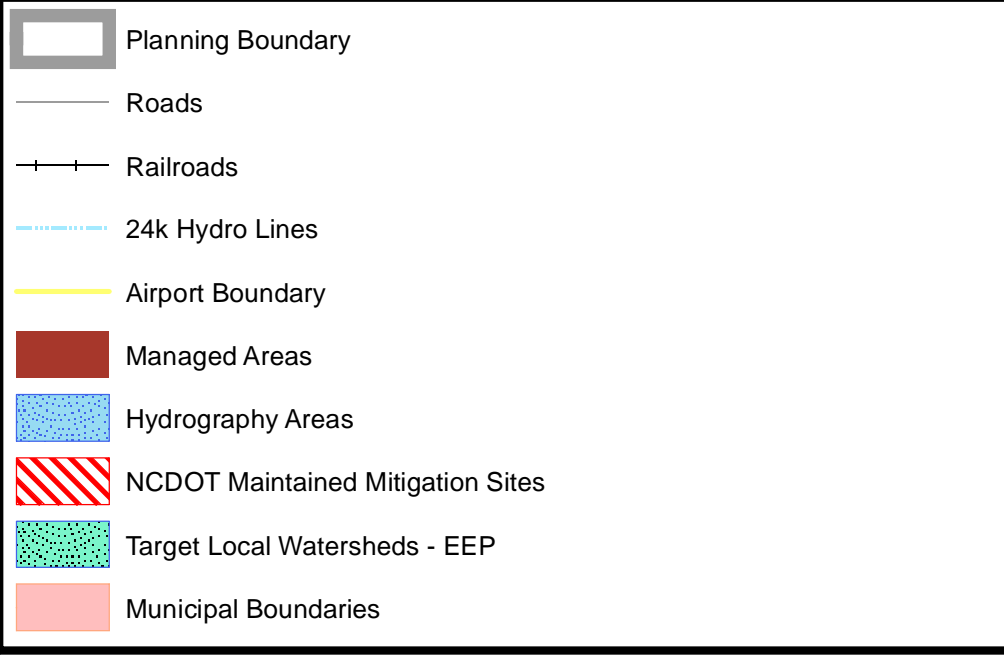 Planning Boundary
Roads
Railroads
24k Hydro Lines
Airport Boundary
Managed Areas
Hydrography Areas
NCDOT Maintained Mitigation Sites
Target Local Watersheds - EEP
Municipal Boundaries